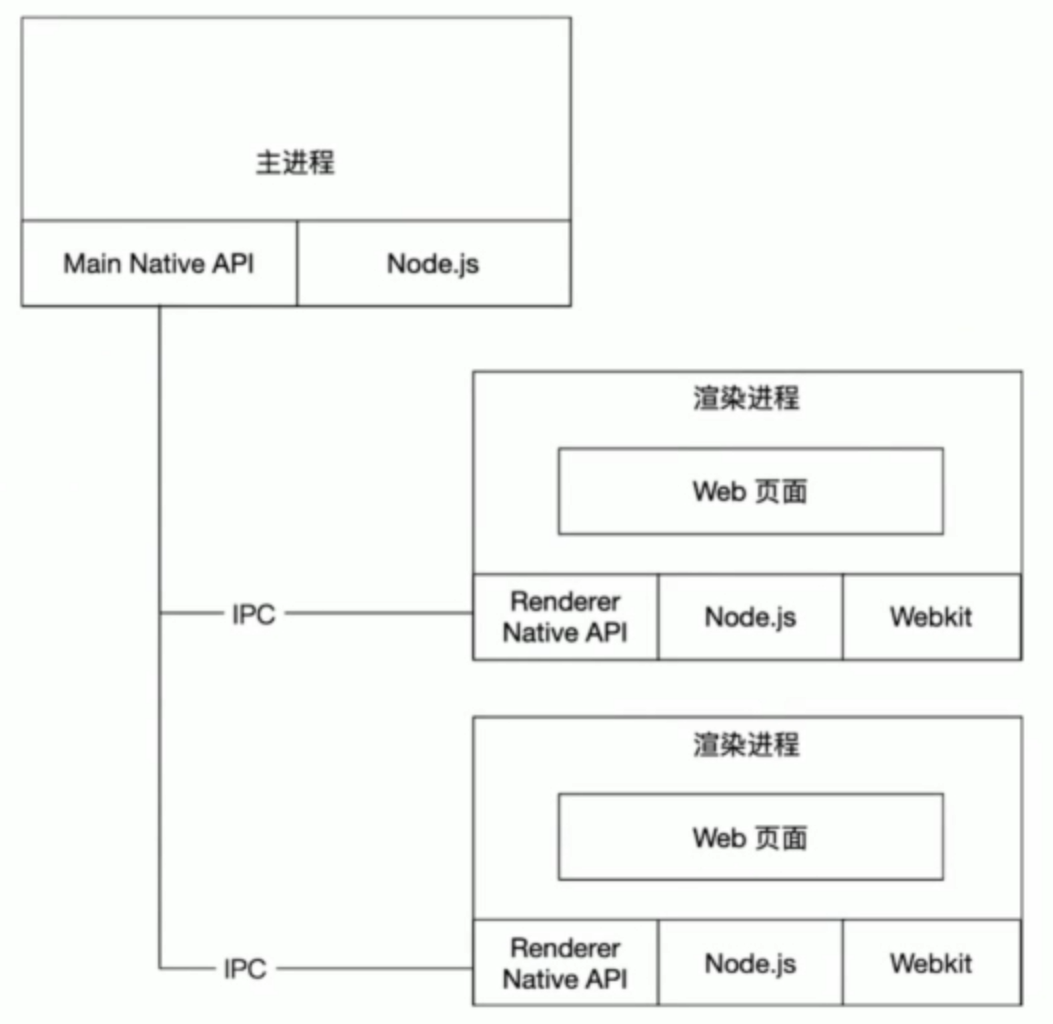 主进程
Main Native API
Node.js
渲染进程
Web 页面
IPC
Renderer
Native API
Node.js
Webkit
渲染进程
Web 页面
IPC
Renderer
Native API
Node.js
Webkit